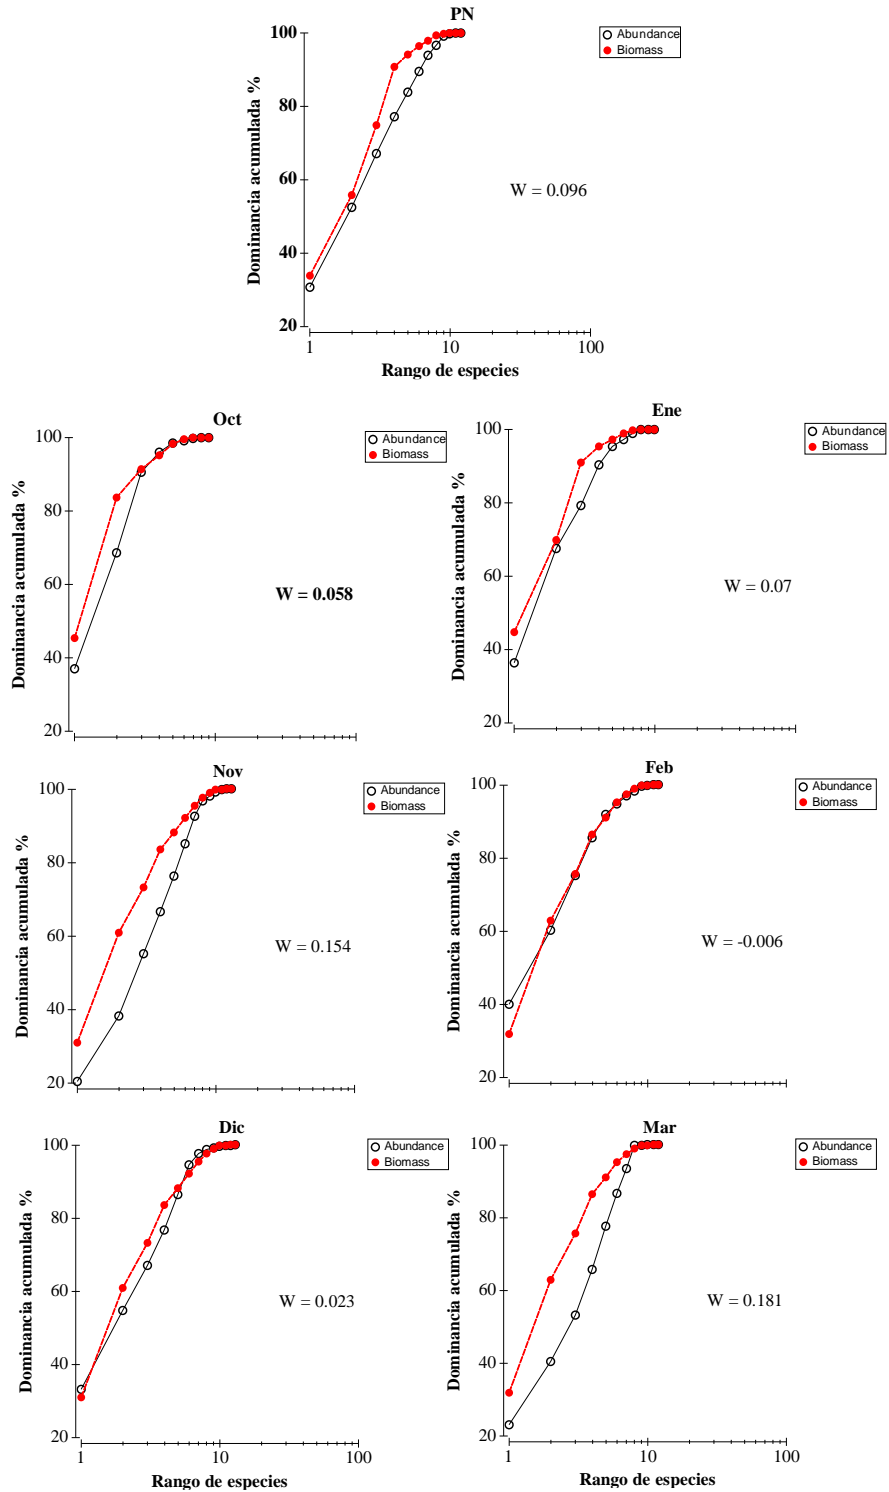 PN
Abundance
Biomass
Dominancia acumulada %
100
80
60
40
20
W = 0.096
1
10
100
Rango de especies
Oct
Abundance
Biomass
Dominancia acumulada %
100
80
60
40
20
W = 0.058
Ene
Abundance
Biomass
Dominancia acumulada %
100
80
60
40
20
W = 0.07
Nov
Abundance
Biomass
Dominancia acumulada %
100
80
60
40
20
W = 0.154
Feb
Abundance
Biomass
Dominancia acumulada %
100
80
60
40
20
W = -0.006
Dic
Abundance
Biomass
Dominancia acumulada %
100
80
60
40
20
W = 0.023
1
10
100
Rango de especies
Mar
Abundance
Biomass
Dominancia acumulada %
100
80
60
40
20
W = 0.181
1
10
100
Rango de especies